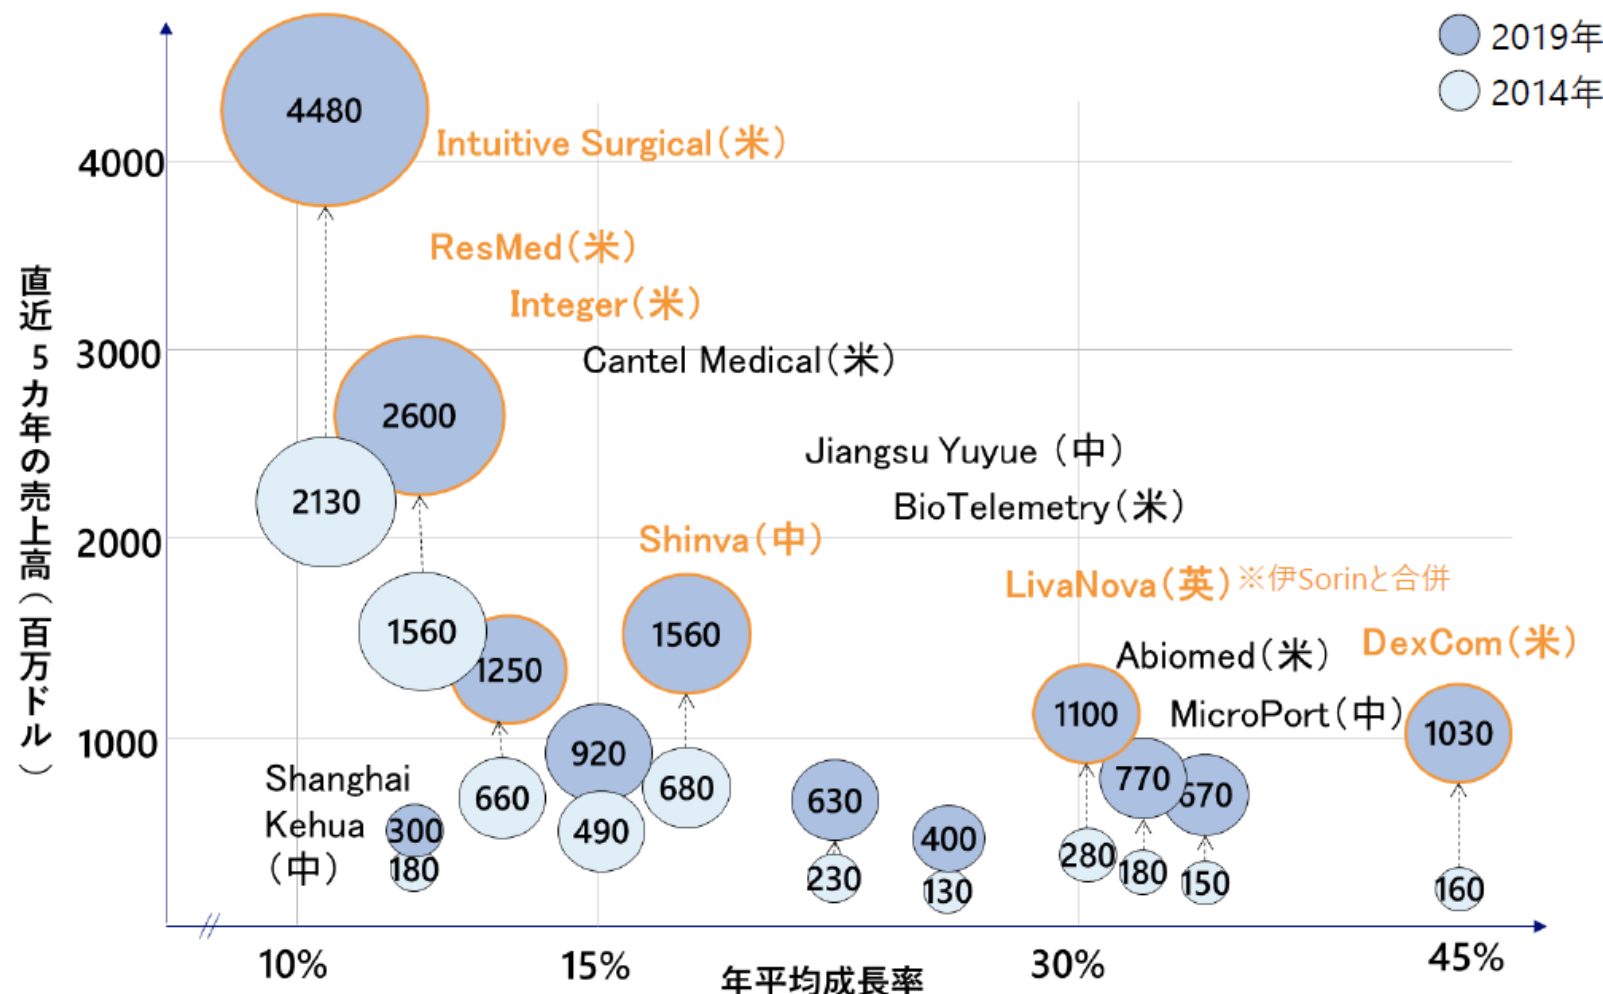 2019年
2014年
4480
Intuitive Surgical(米)
4000
ResMed(米)
Integer(米)
3000
Cantel Medical(米)
2600
Jiangsu Yuyue (中)
2130
BioTelemetry(米)
2000
Shinva(中)
LivaNova(英)※伊Sorinと合併
1560
1560
Abiomed(米)
DexCom(米)
1250
1100
MicroPort(中)
1030
1000
920
770
670
Shanghai
Kehua
(中)
660
680
630
300
490
400
180
230
130
280
180
150
160
直近5カ年の売上高(百万ドル)
10%
15%
30%
45%
年平均成長率